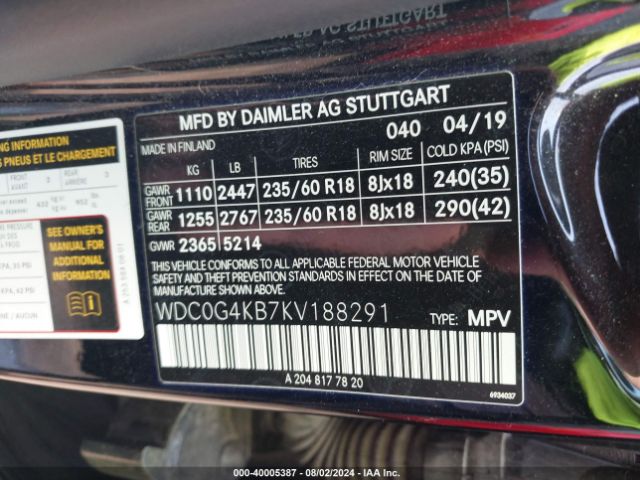 MFD BY DAIMLER AG STUTTGART
MADE IN FINLAND
040 04/19
KG LB TIRES RIM SIZE COLD KPA(PSI)
GAWR FRONT 1110 2447 235/60 R18 8Jx18 240(35)
GAWR REAR 1255 2767 235/60 R18 8Jx18 290(42)
GVWR 2365 5214
THIS VEHICLE CONFORMS TO ALL APPLICABLE FEDERAL MOTOR VEHICLE
SAFETY AND THEFT PREVENTION STANDARDS IN EFFECT ON THE DATE
OF MANUFACTURE SHOWN ABOVE.
WDC0G4KB7KV188291 TYPE: MPV
A 204 817 78 20
6934037
ING INFORMATION
PNEUS ET LE CHARGEMENT
SEE OWNER'S
MANUAL FOR
ADDITIONAL
INFORMATION
AG STUTTGART
000-40005387 - 08/02/2024 - IAA Inc.